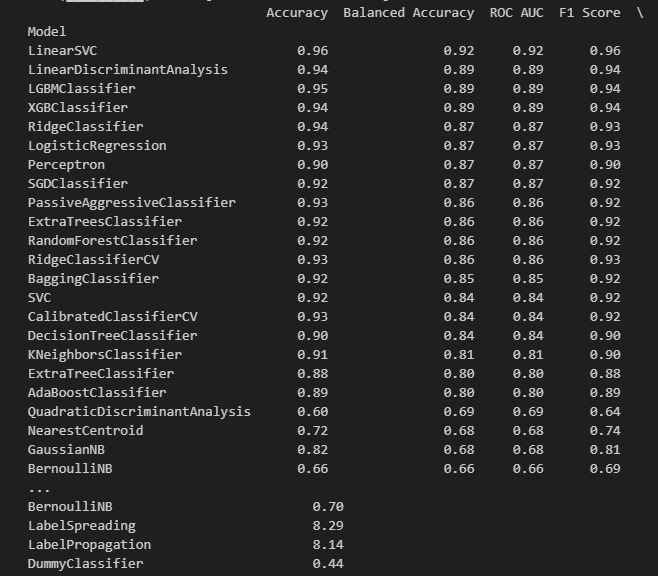 Accuracy Balanced Accuracy ROC AUC F1 Score \
Model
LinearSVC 0.96 0.92 0.92 0.96
LinearDiscriminantAnalysis 0.94 0.89 0.89 0.94
LGBMClassifier 0.95 0.89 0.89 0.94
XGBClassifier 0.94 0.89 0.89 0.94
RidgeClassifier 0.94 0.87 0.87 0.93
LogisticRegression 0.93 0.87 0.87 0.93
Perceptron 0.90 0.87 0.87 0.90
SGDClassifier 0.92 0.87 0.87 0.92
PassiveAggressiveClassifier 0.93 0.86 0.86 0.92
ExtraTreesClassifier 0.92 0.86 0.86 0.92
RandomForestClassifier 0.92 0.86 0.86 0.92
RidgeClassifierCV 0.93 0.86 0.86 0.93
BaggingClassifier 0.92 0.85 0.85 0.92
SVC 0.92 0.84 0.84 0.92
CalibratedClassifierCV 0.93 0.84 0.84 0.92
DecisionTreeClassifier 0.90 0.84 0.84 0.90
KNeighborsClassifier 0.91 0.81 0.81 0.90
ExtraTreeClassifier 0.88 0.80 0.80 0.88
AdaBoostClassifier 0.89 0.80 0.80 0.89
QuadraticDiscriminantAnalysis 0.60 0.69 0.69 0.64
NearestCentroid 0.72 0.68 0.68 0.74
GaussianNB 0.82 0.68 0.68 0.81
BernoulliNB 0.66 0.66 0.66 0.69
...
BernoulliNB 0.70
LabelSpreading 8.29
LabelPropagation 8.14
DummyClassifier 0.44